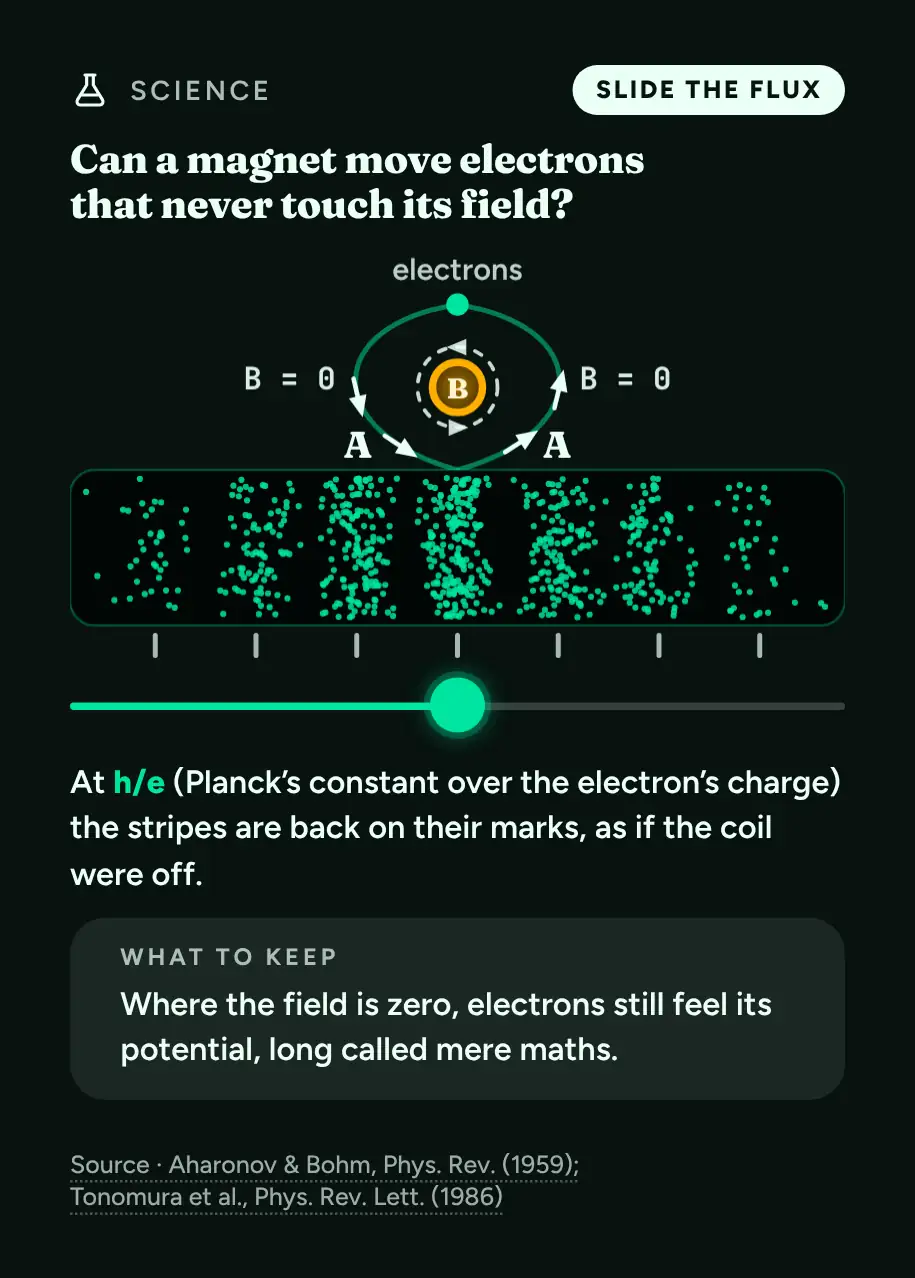 SCIENCE
SLIDE THE FLUX
Can a magnet move electrons
that never touch its field?
electrons
B = 0
B
B = 0
A
A
At h/e (Planck’s constant over the electron’s charge)
the stripes are back on their marks, as if the coil
were off.
WHAT TO KEEP
Where the field is zero, electrons still feel its
potential, long called mere maths.
Source · Aharonov & Bohm, Phys. Rev. (1959);
Tonomura et al., Phys. Rev. Lett. (1986)